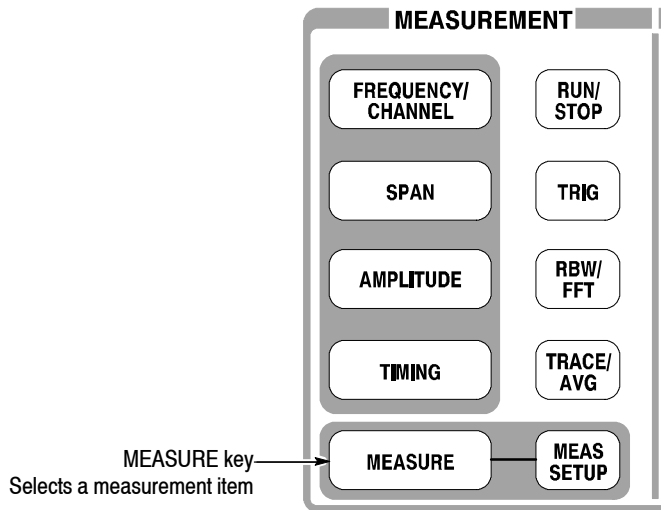 MEASUREMENT
FREQUENCY/
CHANNEL
RUN/
STOP
SPAN
TRIG
AMPLITUDE
RBW/
FFT
TIMING
TRACE/
AVG
MEASURE key
Selects a measurement item
MEASURE
MEAS
SETUP